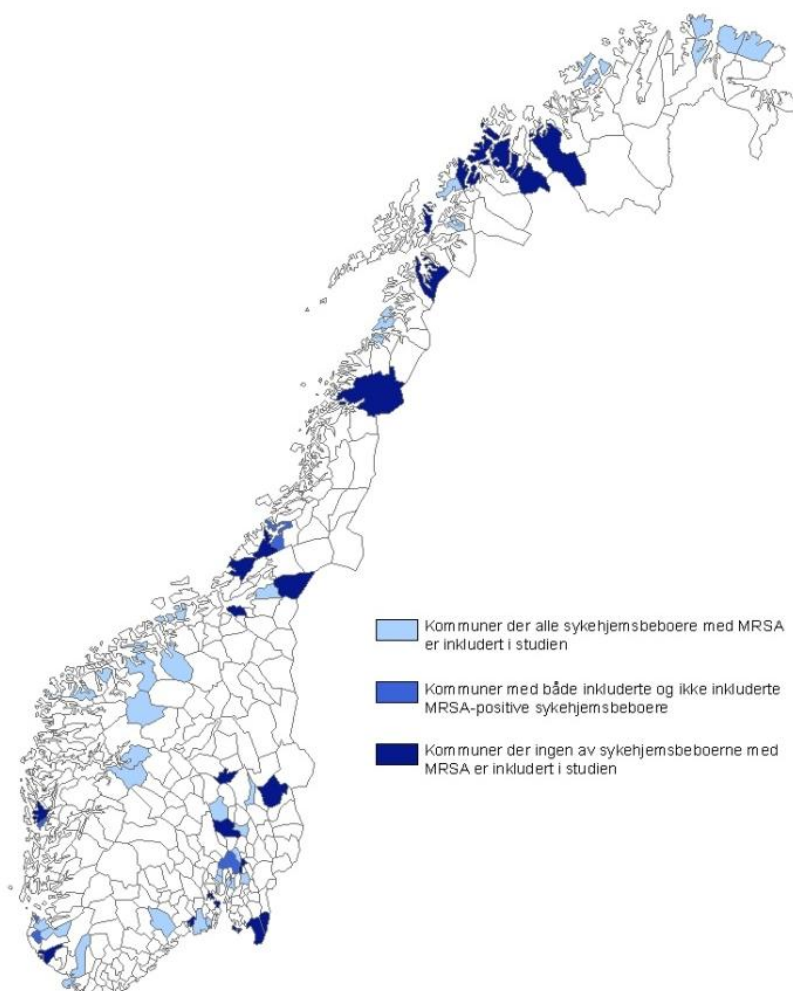 Kommuner der alle sykehjemsbeboere med MRSA
er inkludert i studien
Kommuner med både inkluderte og ikke inkluderte
MRSA-positive sykehjemsbeboere
Kommuner der ingen av sykehjemsbeboerne med
MRSA er inkludert i studien